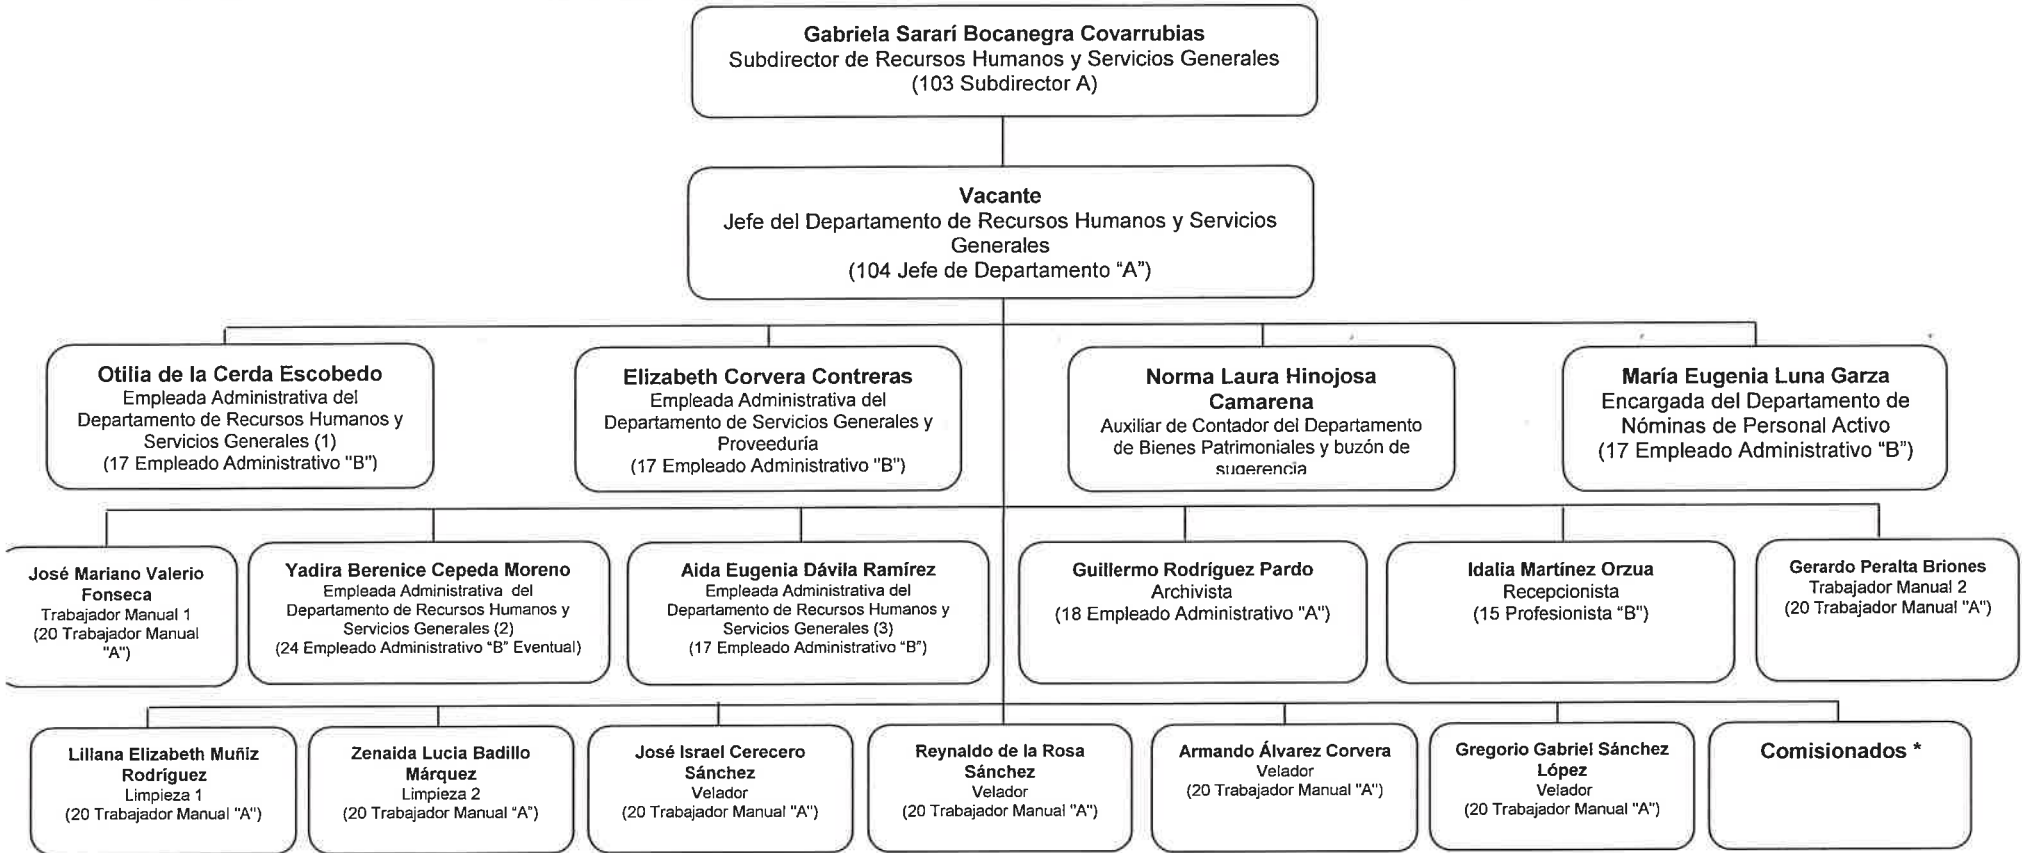 Gabriela Sararí Bocanegra Covarrubias
Subdirector de Recursos Humanos y Servicios Generales
(103 Subdirector A)
Vacante
Jefe del Departamento de Recursos Humanos y Servicios
Generales
(104 Jefe de Departamento "A")
Otilia de la Cerda Escobedo
Empleada Administrativa del
Departamento de Recursos Humanos y
Servicios Generales (1)
(17 Empleado Administrativo "B")
Elizabeth Corvera Contreras
Empleada Administrativa del
Departamento de Servicios Generales y
Proveeduría
(17 Empleado Administrativo "B")
Norma Laura Hinojosa
Camarena
Auxiliar de Contador del Departamento
de Bienes Patrimoniales y buzón de
sugerencia
María Eugenia Luna Garza
Encargada del Departamento de
Nóminas de Personal Activo
(17 Empleado Administrativo "B")
José Mariano Valerio
Fonseca
Trabajador Manual 1
(20 Trabajador Manual
"A")
Yadira Berenice Cepeda Moreno
Empleada Administrativa del
Departamento de Recursos Humanos y
Servicios Generales (2)
(24 Empleado Administrativo "B" Eventual)
Aida Eugenia Dávila Ramírez
Empleada Administrativa del
Departamento de Recursos Humanos y
Servicios Generales (3)
(17 Empleado Administrativo "B")
Guillermo Rodríguez Pardo
Archivista
(18 Empleado Administrativo "A")
Idalia Martínez Orzua
Recepcionista
(15 Profesionista "B")
Gerardo Peralta Briones
Trabajador Manual 2
(20 Trabajador Manual "A")
Liliana Elizabeth Muñiz
Rodríguez
Limpieza 1
(20 Trabajador Manual "A")
Zenaida Lucia Badillo
Márquez
Limpieza 2
(20 Trabajador Manual "A")
José Israel Cerecero
Sánchez
Velador
(20 Trabajador Manual "A")
Reynaldo de la Rosa
Sánchez
Velador
(20 Trabajador Manual "A")
Armando Álvarez Corvera
Velador
(20 Trabajador Manual "A")
Gregorio Gabriel Sánchez
López
Velador
(20 Trabajador Manual "A")
Comisionados *